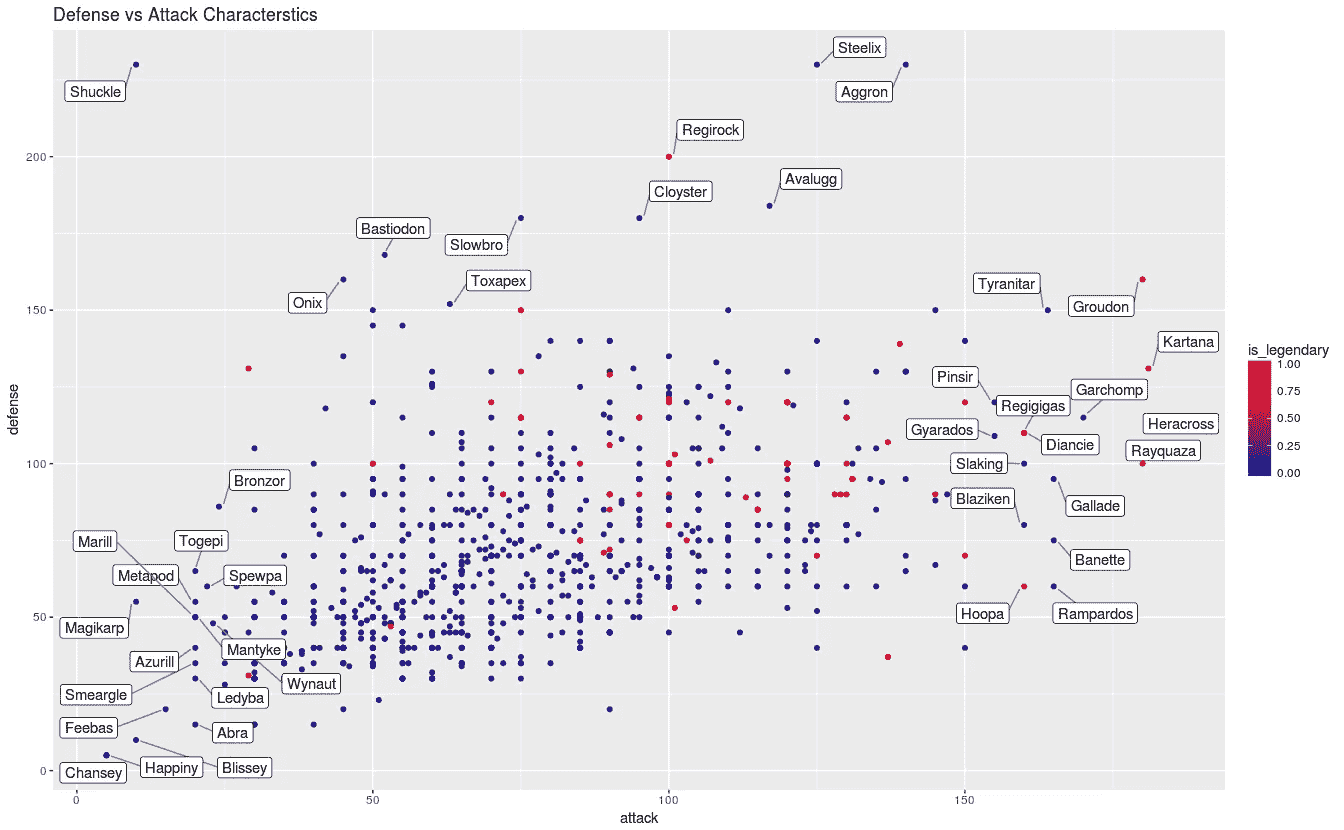 Defense vs Attack Characterstics
Steelix
Shuckle
Aggron
Regirock
200
Avalugg
Cloyster
Bastiodon
Slowbro
Toxapex
Tyranitar
Onix
Groudon
150
Kartana
is_legendary
1.00
Pinsir
Garchomp
0.75
defense
Regigigas
0.50
Heracross
Gyarados
Diancie
0.25
Rayquaza
100
Slaking
0.00
Bronzor
Blaziken
Gallade
Marill
Togepi
Banette
Metapod
Spewpa
50
Magikarp
Hoopa
Rampardos
Mantyke
Azurill
Wynaut
Smeargle
Ledyba
Feebas
Abra
Happiny
Blissey
0
Chansey
0
50
100
150
attack